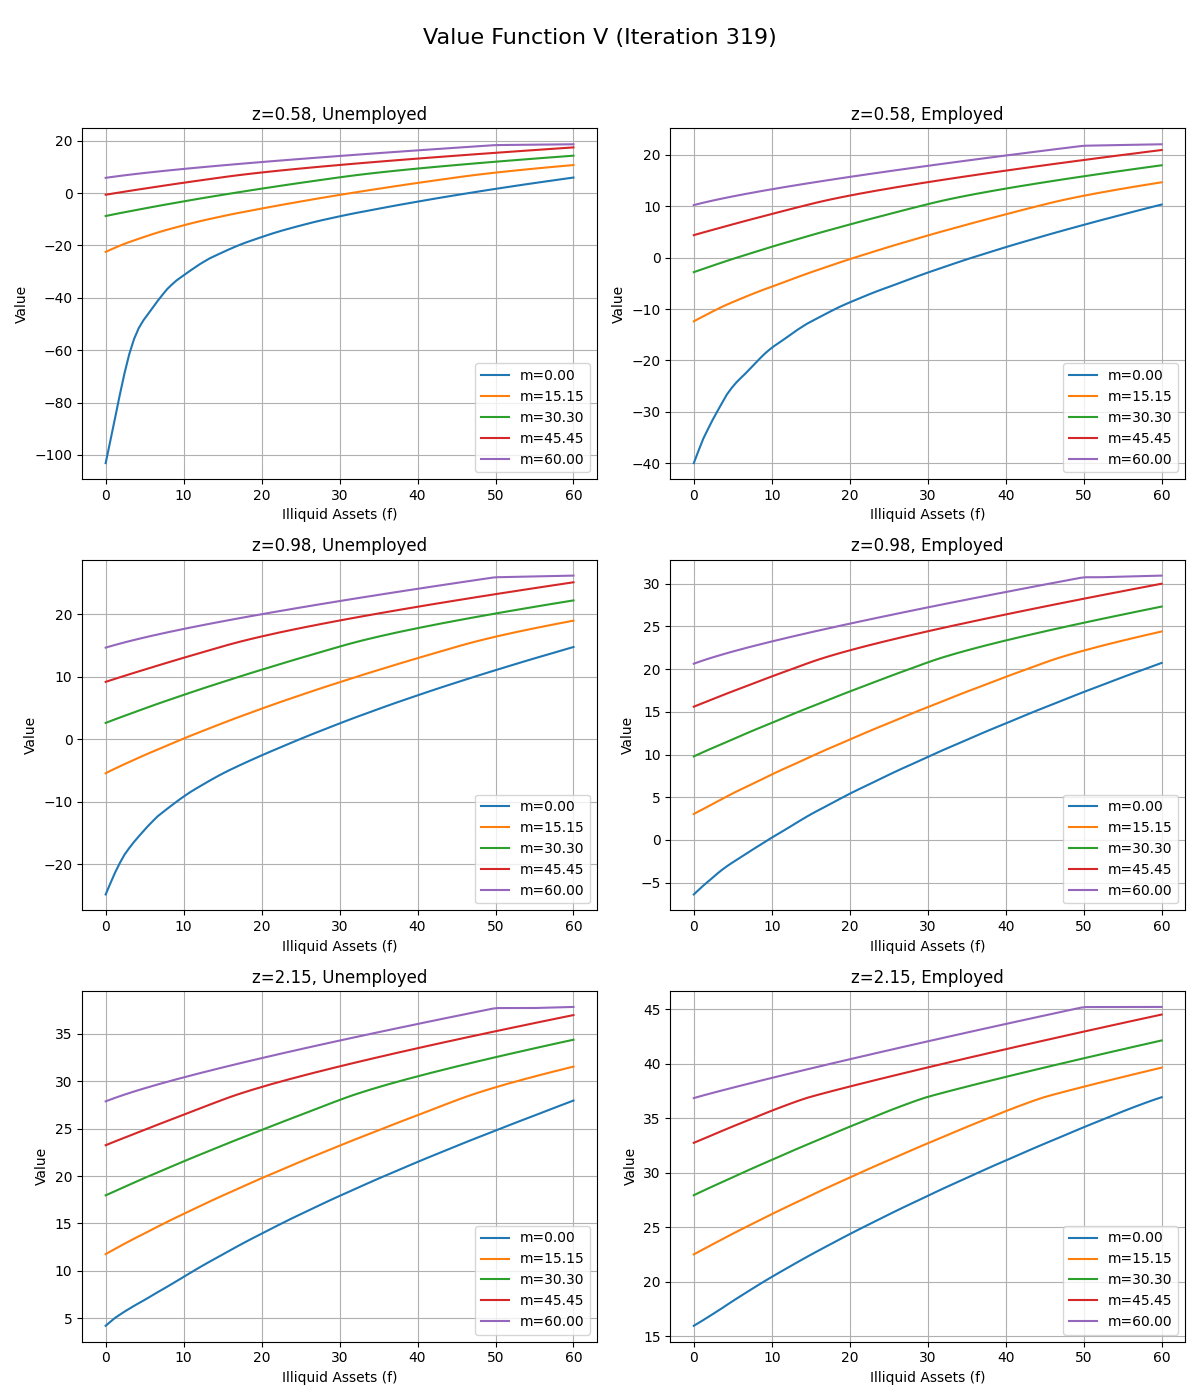 Value Function V (Iteration 319)
z=0.58, Unemployed
20
0
−20
−40
−60
−80
−100
Value
0 10 20 30 40 50 60
Illiquid Assets (f)
m=0.00
m=15.15
m=30.30
m=45.45
m=60.00
z=0.58, Employed
20
10
0
−10
−20
−30
−40
Value
0 10 20 30 40 50 60
Illiquid Assets (f)
m=0.00
m=15.15
m=30.30
m=45.45
m=60.00
z=0.98, Unemployed
20
10
0
−10
−20
Value
0 10 20 30 40 50 60
Illiquid Assets (f)
m=0.00
m=15.15
m=30.30
m=45.45
m=60.00
z=0.98, Employed
30
25
20
15
10
5
0
−5
Value
0 10 20 30 40 50 60
Illiquid Assets (f)
m=0.00
m=15.15
m=30.30
m=45.45
m=60.00
z=2.15, Unemployed
35
30
25
20
15
10
5
Value
0 10 20 30 40 50 60
Illiquid Assets (f)
m=0.00
m=15.15
m=30.30
m=45.45
m=60.00
z=2.15, Employed
45
40
35
30
25
20
15
Value
0 10 20 30 40 50 60
Illiquid Assets (f)
m=0.00
m=15.15
m=30.30
m=45.45
m=60.00